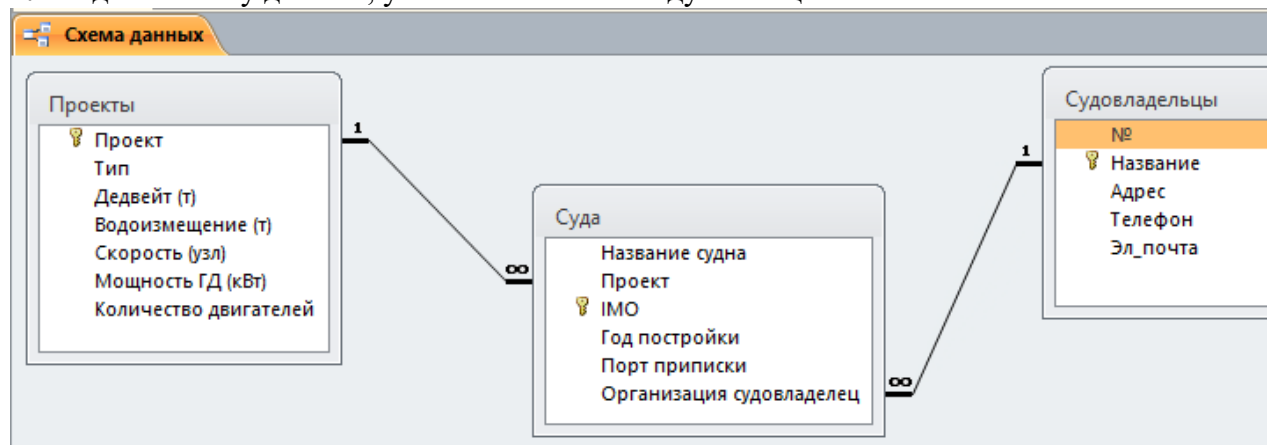 Схема данных
Проекты
Проект
Тип
Дедвейт (т)
Водоизмещение (т)
Скорость (узл)
Мощность ГД (кВт)
Количество двигателей
1
∞
Суда
Название судна
Проект
IMO
Год постройки
Порт приписки
Организация судовладелец
∞
1
Судовладельцы
№
Название
Адрес
Телефон
Эл_почта